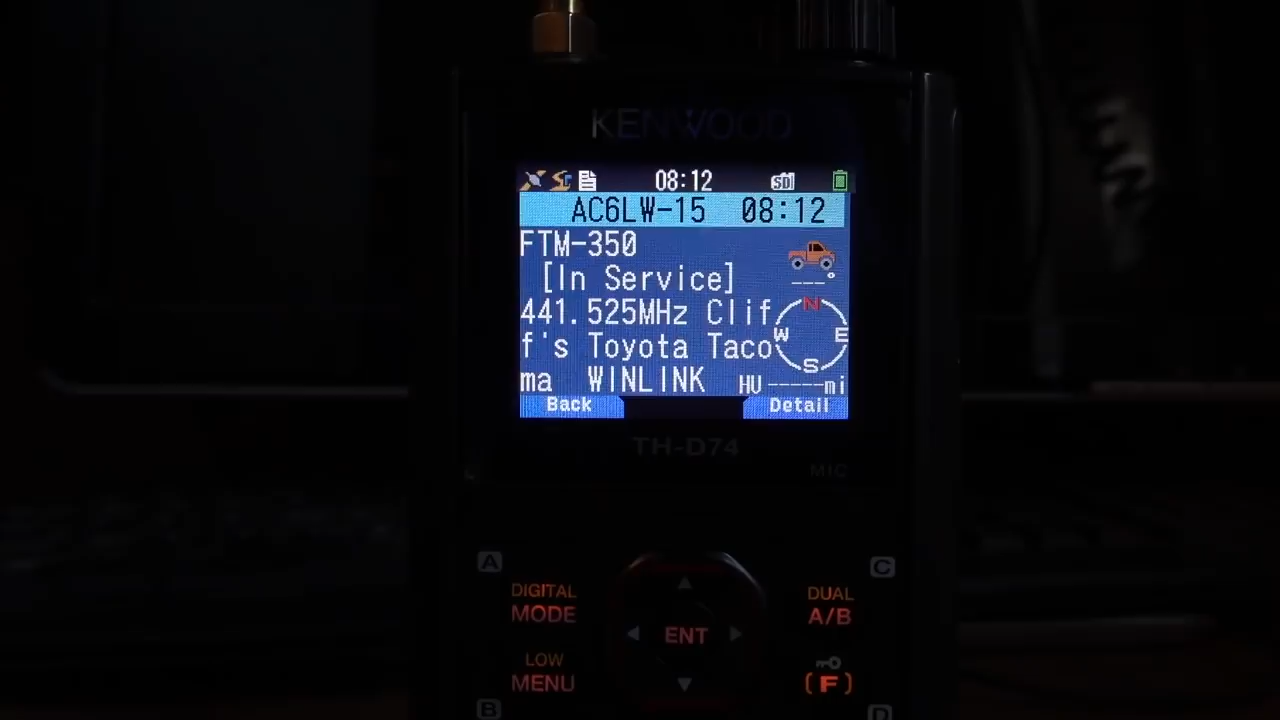 KENWOOD
08:12 SD
AC6LW-15 08:12
FTM-350
[In Service]
441.525MHz Clif
f's Toyota Taco
ma WINLINK
---°
N
W E
S
HU -----mi
Back Detail
TH-D74
MIC
A C
DIGITAL DUAL
MODE ENT A/B
LOW
MENU (F)
B D